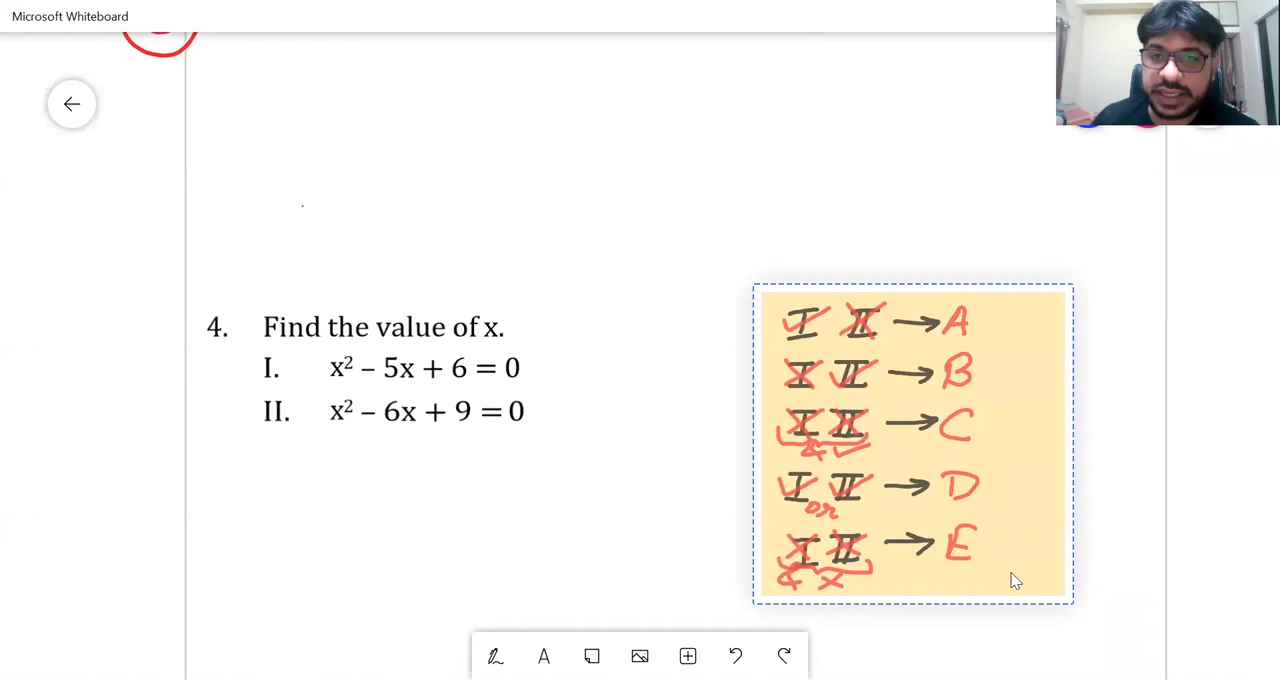 Microsoft Whiteboard
4. Find the value of x.
I. x² – 5x + 6 = 0
II. x² – 6x + 9 = 0
I ✓ II ✗ → A
I ✗ II ✓ → B
I ✗ II ✗ → C
& ✓
I ✓ II ✓ → D
or
I ✗ II ✗ → E
& ✗